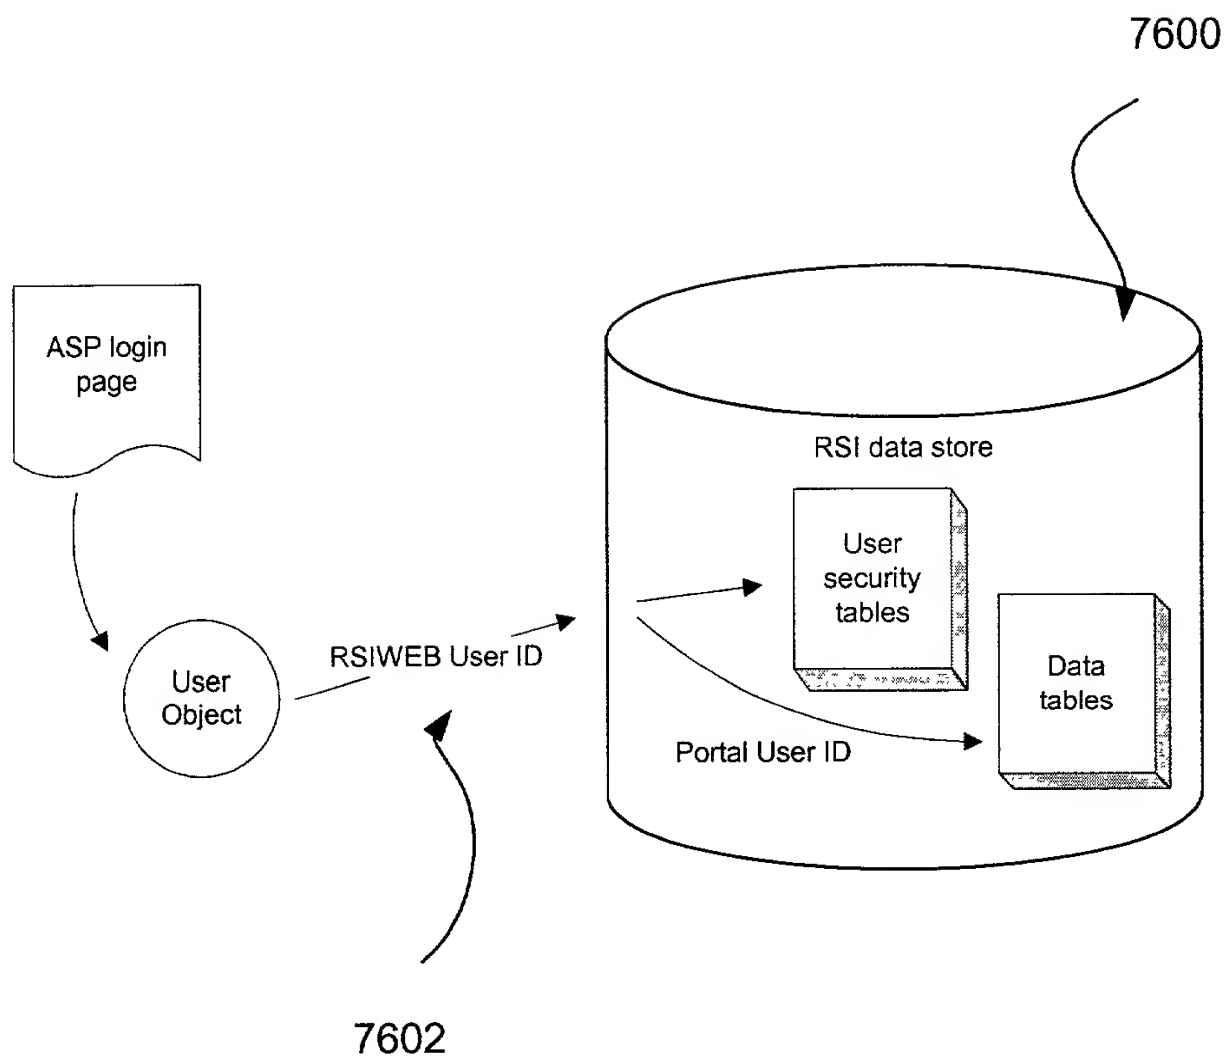 7600
ASP login
page
RSI data store
User
security
tables
RSIWEB User ID
User
Object
Data
tables
Portal User ID
7602